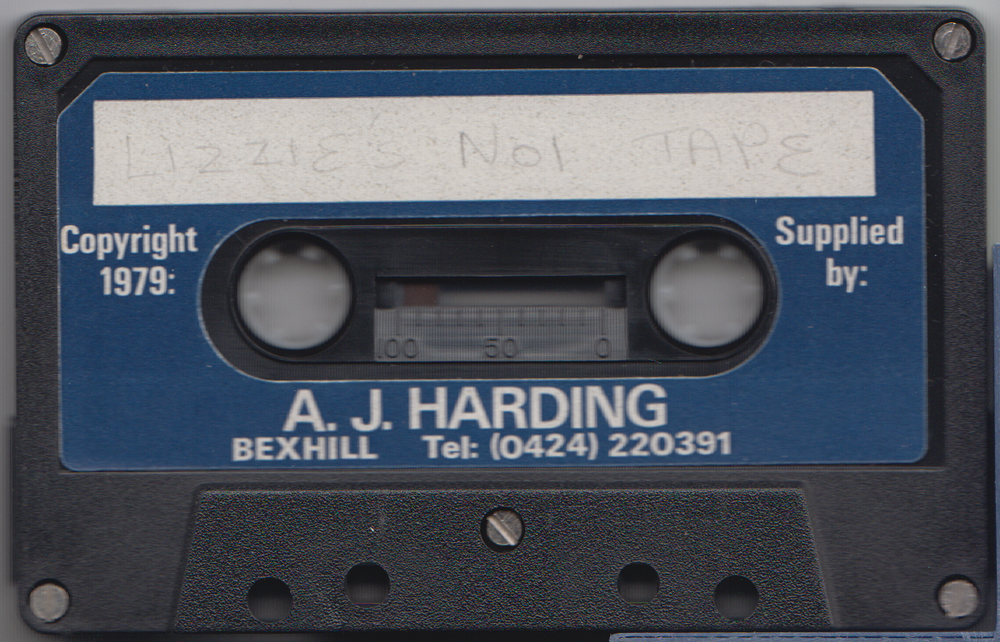 LIZZIE'S No1 TAPE
Copyright 1979:
Supplied by:
100 50 0
A. J. HARDING
BEXHILL Tel: (0424) 220391